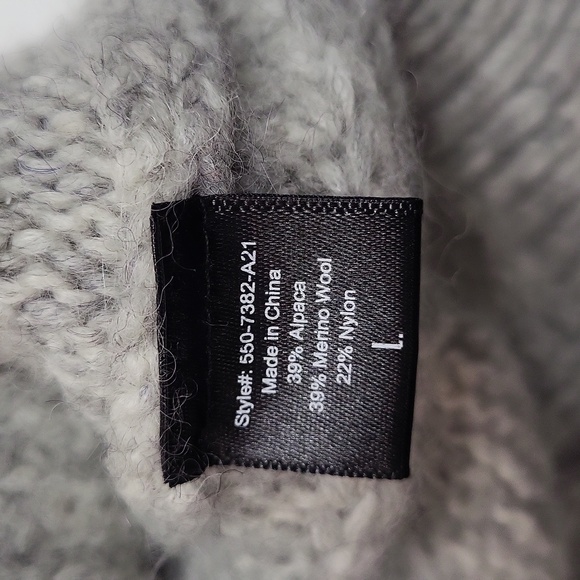 Style#: 550-7382-A21
Made in China
39% Alpaca
39% Merino Wool
22% Nylon
L.